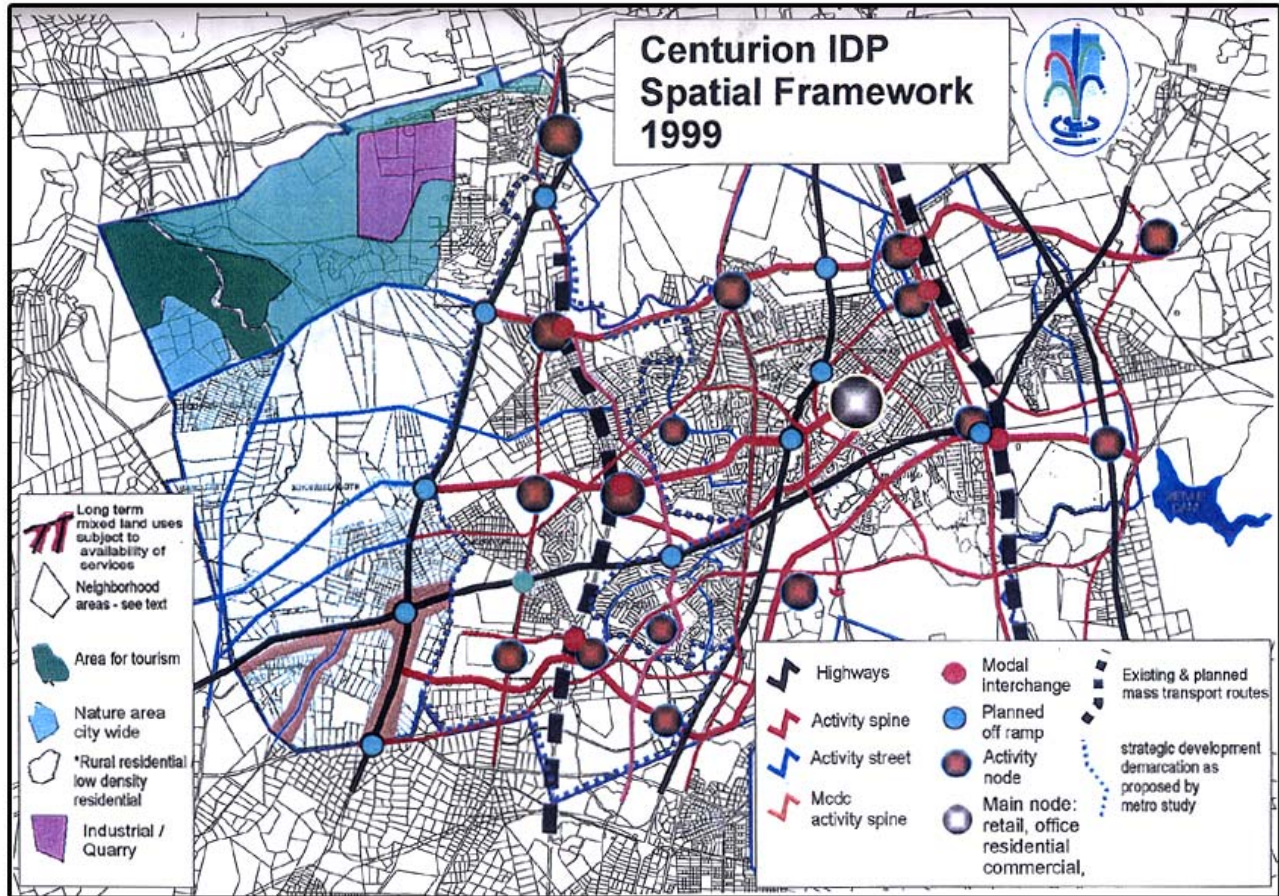 Centurion IDP
Spatial Framework
1999
Long term
mixed land uses
subject to
availability of
services
Neighborhood
areas - see text
Area for tourism
Nature area
city wide
*Rural residential
low density
residential
Industrial /
Quarry
Highways
Activity spine
Activity street
Mcdc
activity spine
Modal
interchange
Planned
off ramp
Activity
node
Main node:
retail, office
residential
commercial,
Existing & planned
mass transport routes
strategic development
demarcation as
proposed by
metro study
DAM